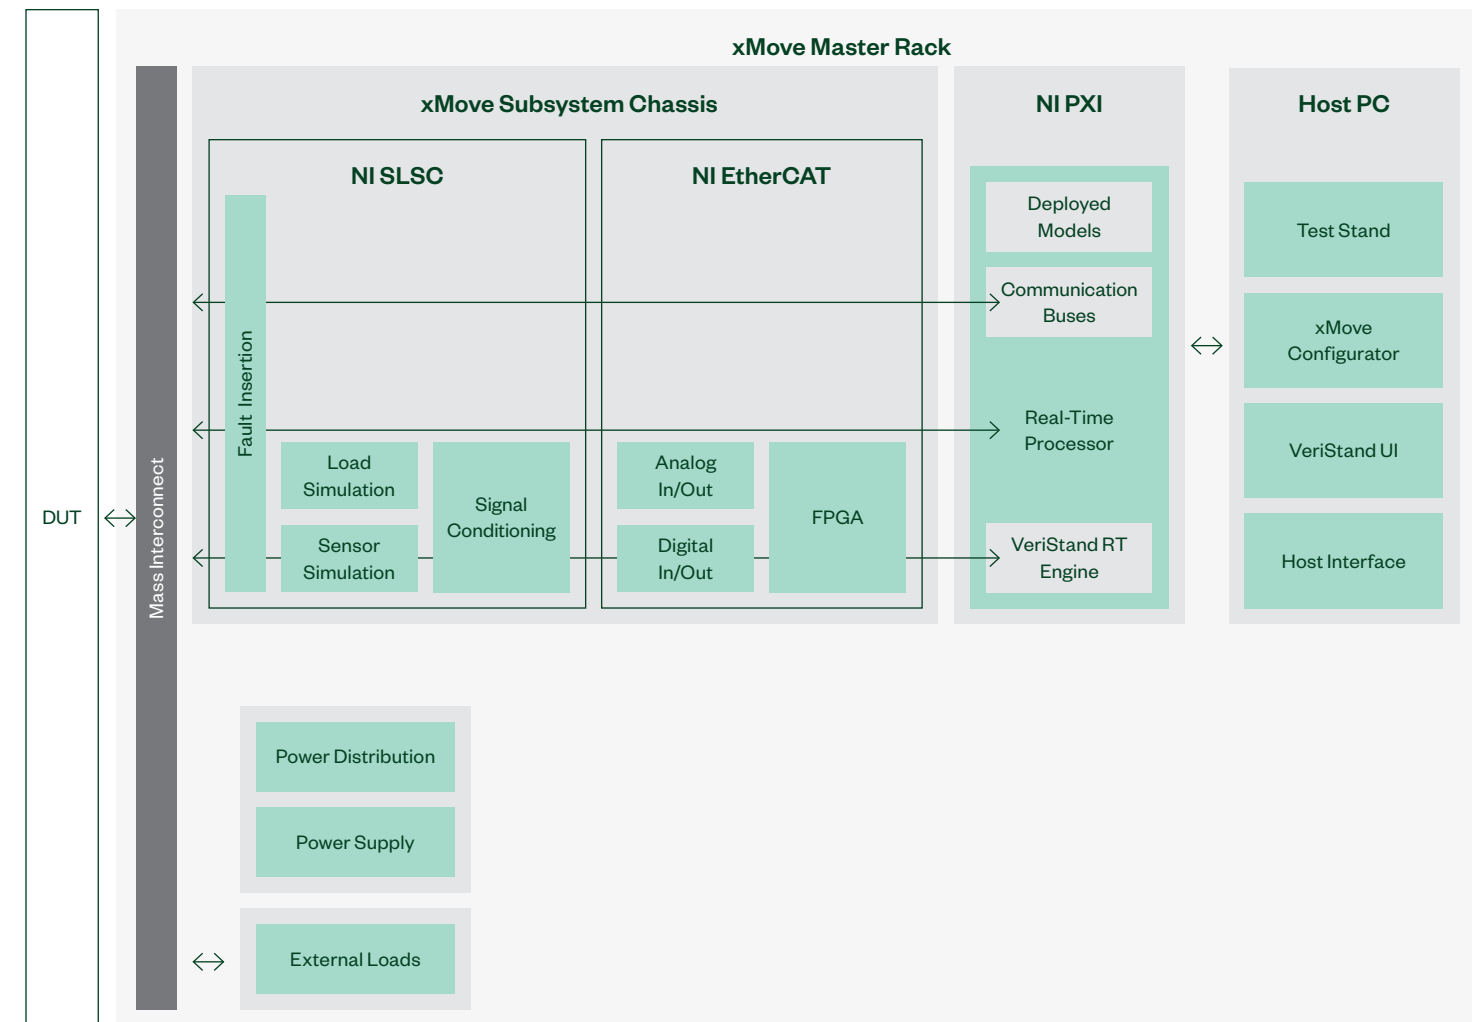 xMove Master Rack
xMove Subsystem Chassis
NI PXI
Host PC
NI SLSC
NI EtherCAT
Deployed
Models
Test Stand
Communication
Buses
xMove
Configurator
Fault Insertion
Real-Time
Processor
Load
Simulation
Signal
Conditioning
Analog
In/Out
FPGA
VeriStand UI
DUT
Mass Interconnect
Sensor
Simulation
Digital
In/Out
VeriStand RT
Engine
Host Interface
Power Distribution
Power Supply
External Loads